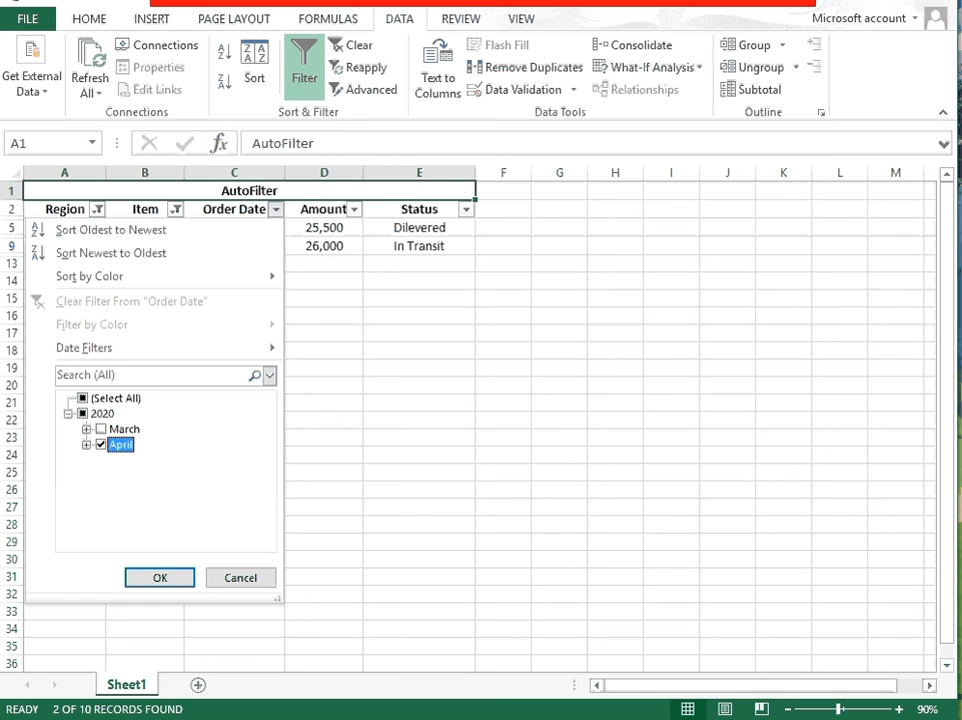 FILE HOME INSERT PAGE LAYOUT FORMULAS DATA REVIEW VIEW Microsoft account
Get External Data
Refresh All
Connections
Properties
Edit Links
Connections
Sort
Filter
Clear
Reapply
Advanced
Sort & Filter
Text to Columns
Flash Fill
Remove Duplicates
Data Validation
Consolidate
What-If Analysis
Relationships
Data Tools
Group
Ungroup
Subtotal
Outline
A1 fx AutoFilter
A B C D E F G H I J K L M
1 AutoFilter
2 Region Item Order Date Amount Status
5 25,500 Dilevered
9 26,000 In Transit
13
14
15
16
17
18
19
20
21
22
23
24
25
26
27
28
29
30
31
32
33
34
35
36
Sort Oldest to Newest
Sort Newest to Oldest
Sort by Color
Clear Filter From "Order Date"
Filter by Color
Date Filters
Search (All)
(Select All)
2020
March
April
OK Cancel
Sheet1
READY 2 OF 10 RECORDS FOUND 90%